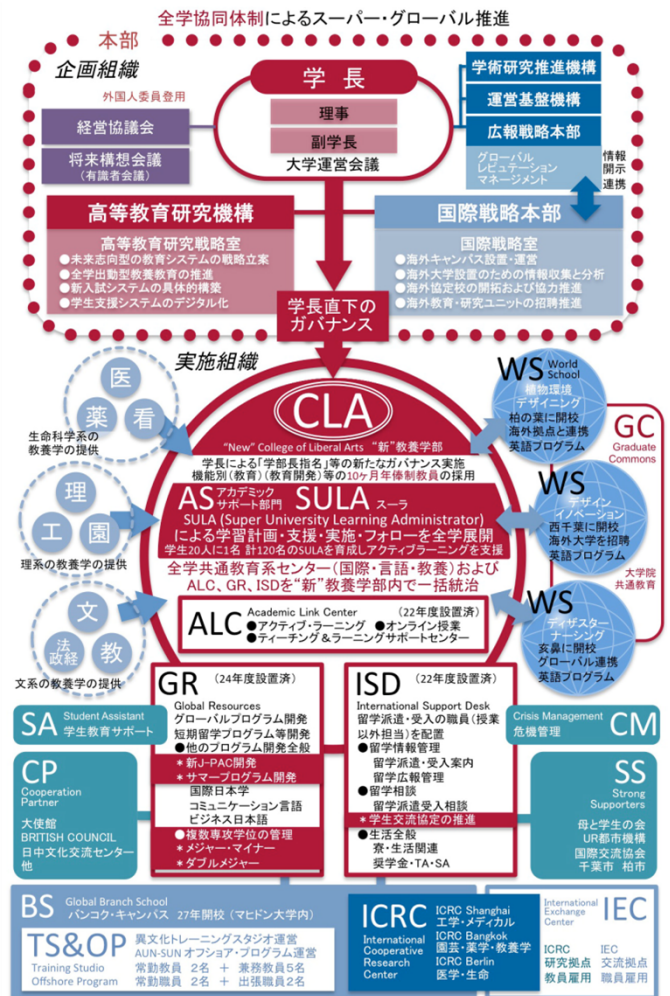 全学協同体制によるスーパー・グローバル推進
本部
企画組織
外国人委員登用
経営協議会
将来構想会議
(有識者会議)
学長
理事
副学長
大学運営会議
学術研究推進機構
運営基盤機構
広報戦略本部
グローバル
レピュテーション
マネージメント
情報
開示
連携
高等教育研究機構
高等教育研究戦略室
●未来志向型の教育システムの戦略立案
●全学出動型教養教育の推進
●新入試システムの具体的構築
●学生支援システムのデジタル化
国際戦略本部
国際戦略室
●海外キャンパス設置・運営
●海外大学設置のための情報収集と分析
●海外協定校の開拓および協力推進
●海外教育・研究ユニットの招聘推進
学長直下の
ガバナンス
実施組織
医
薬
看
生命科学系の
教養学の提供
理
工
園
理系の教養学の提供
文
法
政経
教
文系の教養学の提供
CLA
“New” College of Liberal Arts “新”教養学部
学長による「学部長指名」等の新たなガバナンス実施
機能別(教育)(教育開発)等の10ヶ月年俸制教員の採用
AS アカデミック
サポート部門
SULA スーラ
SULA (Super University Learning Administrator)
による学習計画・支援・実施・フォローを全学展開
学生20人に1名 計120名のSULAを育成しアクティブラーニングを支援
全学共通教育系センター(国際・言語・教養)および
ALC、GR、ISDを“新”教養学部内で一括統治
ALC
Academic Link Center (22年度設置済)
●アクティブ・ラーニング ●オンライン授業
●ティーチング&ラーニングサポートセンター
WS World
School
植物環境
デザイニング
柏の葉に開校
海外拠点と連携
英語プログラム
WS
デザイン
イノベーション
西千葉に開校
海外大学を招聘
英語プログラム
WS
ディザスター
ナーシング
亥鼻に開校
グローバル連携
英語プログラム
GC
Graduate
Commons
大学院
共通教育
GR (24年度設置済)
Global Resources
グローバルプログラム開発
短期留学プログラム等開発
●他のプログラム開発全般
*新J-PAC開発
*サマープログラム開発
国際日本学
コミュニケーション言語
ビジネス日本語
●複数専攻学位の管理
*メジャー・マイナー
*ダブルメジャー
ISD (22年度設置済)
International Support Desk
留学派遣・受入の職員(授業
以外担当)を配置
●留学情報管理
留学派遣・受入案内
留学広報管理
●留学相談
留学派遣受入相談
*学生交流協定の推進
●生活全般
寮・生活関連
奨学金・TA・SA
SA Student Assistant
学生教育サポート
CP
Cooperation
Partner
大使館
BRITISH COUNCIL
日中文化交流センター
他
Crisis Management
危機管理
CM
SS
Strong
Supporters
母と学生の会
UR都市機構
国際交流協会
千葉市 柏市
BS Global Branch School
バンコク・キャンパス 27年開校(マヒドン大学内)
TS&OP
Training Studio
Offshore Program
異文化トレーニングスタジオ運営
AUN-SUN オフショア・プログラム運営
常勤教員 2名 + 兼務教員5名
常勤職員 2名 + 出張職員2名
ICRC
International
Cooperative
Research
Center
ICRC Shanghai
工学・メディカル
ICRC Bangkok
園芸・薬学・教養学
ICRC Berlin
医学・生命
International
Exchange
Center
IEC
ICRC
研究拠点
教員雇用
IEC
交流拠点
職員雇用